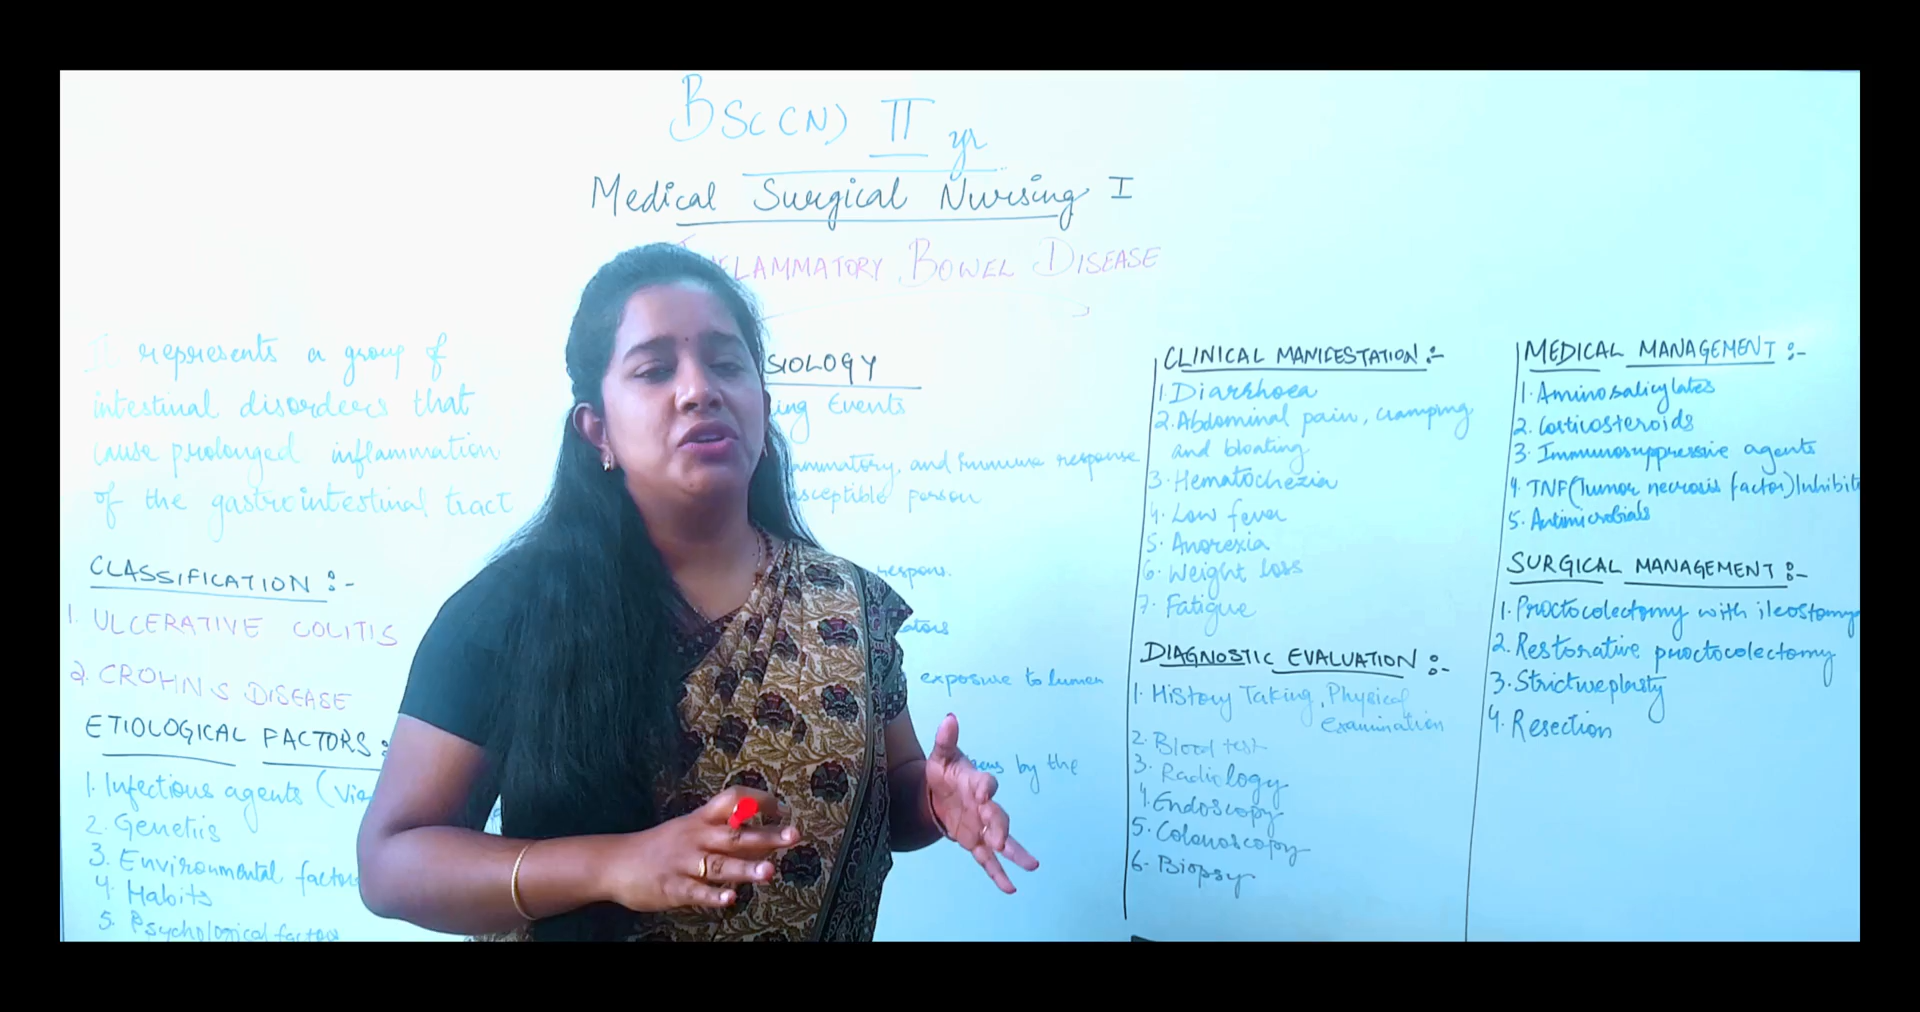 BSc(N) II yr
Medical Surgical Nursing I
INFLAMMATORY BOWEL DISEASE
represents a group of
intestinal disorders that
cause prolonged inflammation
of the gastrointestinal tract
CLASSIFICATION :-
1. ULCERATIVE COLITIS
2. CROHN'S DISEASE
ETIOLOGICAL FACTORS :
1. Infectious agents (
2. Genetics
3. Environmental factors
4. Habits
5. Psychological factors
SIOLOGY
Events
and Immune response
person
respons.
exposure to lumen
by the
CLINICAL MANIFESTATION :-
1. Diarrhoea
2. Abdominal pain, cramping
and bloating
3. Hematochezia
4. Low fever
5. Anorexia
6. Weight loss
7. Fatigue
DIAGNOSTIC EVALUATION :-
1. History Taking, Physical
Examination
2. Blood test
3. Radiology
4. Endoscopy
5. Colonoscopy
6. Biopsy
MEDICAL MANAGEMENT :-
1. Aminosalicylates
2. Corticosteroids
3. Immunosuppressive agents
4. TNF (tumor necrosis factor) Inhibit
5. Antimicrobials
SURGICAL MANAGEMENT :-
1. Proctocolectomy with ileostomy
2. Restorative proctocolectomy
3. Strictureplasty
4. Resection